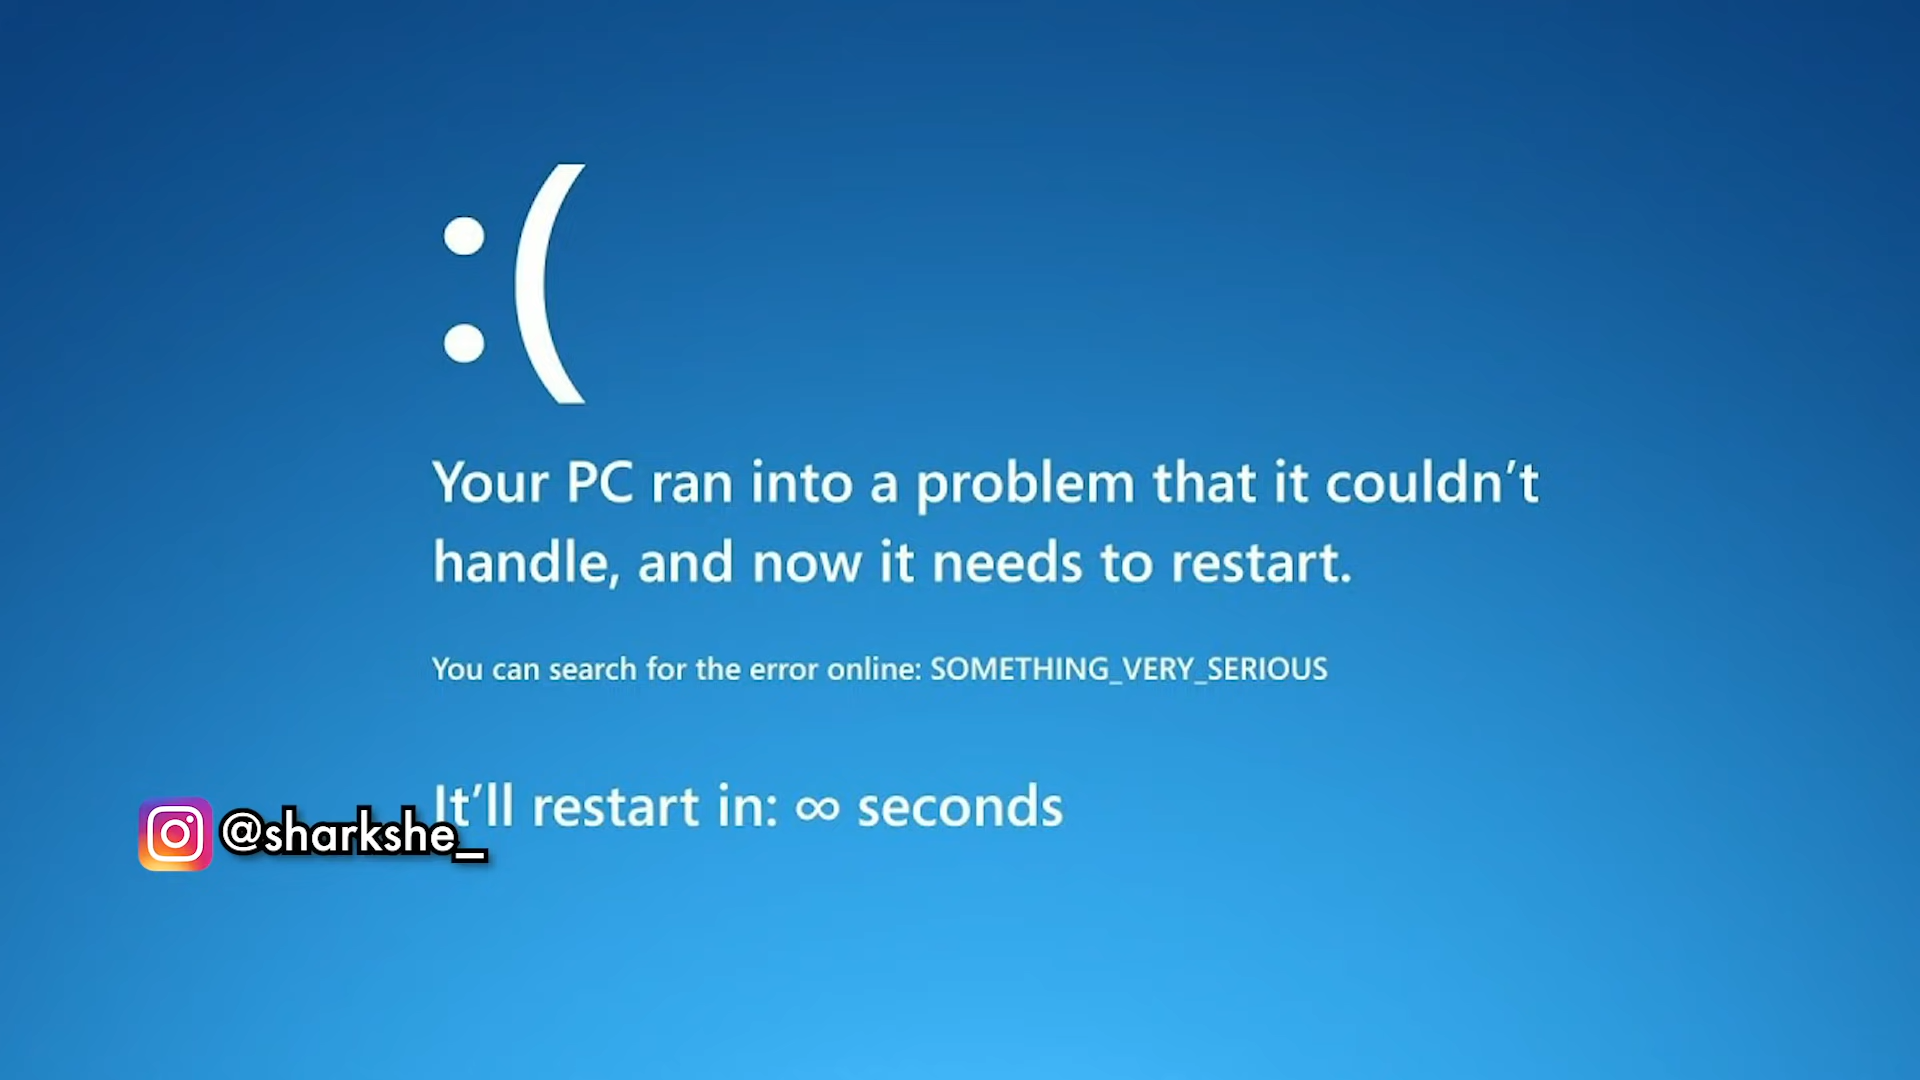 :(
Your PC ran into a problem that it couldn’t
handle, and now it needs to restart.
You can search for the error online: SOMETHING_VERY_SERIOUS
It’ll restart in: ∞ seconds
@sharkshe_